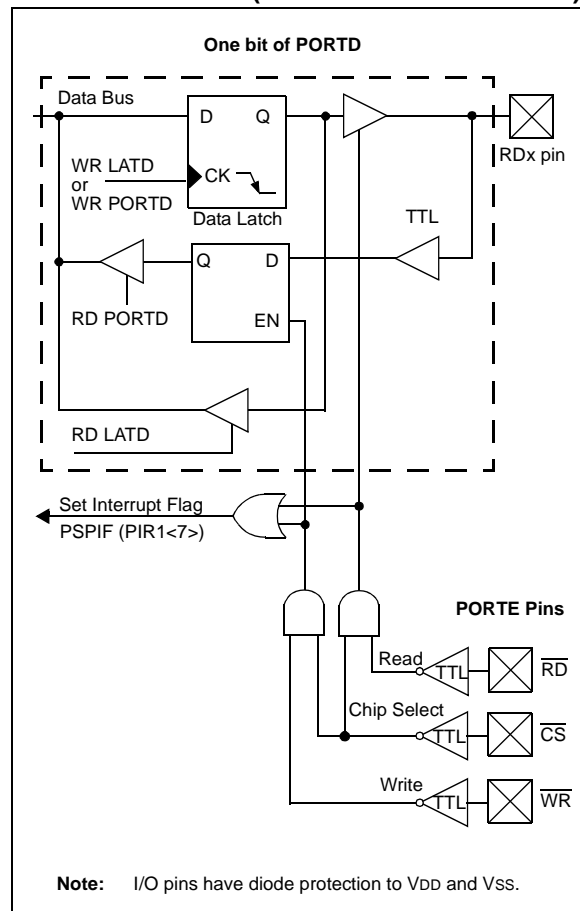 One bit of PORTD
Data Bus
D Q
RDx pin
WR LATD
or
WR PORTD
CK
Data Latch
TTL
Q D
RD PORTD
EN
RD LATD
Set Interrupt Flag
PSPIF (PIR1<7>)
PORTE Pins
Read
TTL
RD
Chip Select
TTL
CS
Write
TTL
WR
Note: I/O pins have diode protection to VDD and VSS.